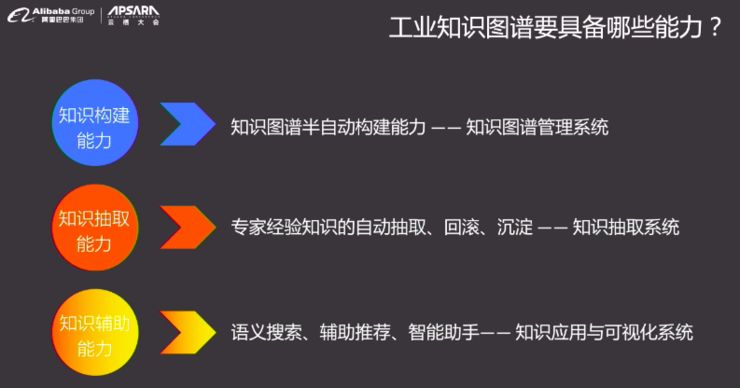 Alibaba Group
阿里巴巴集团
APSARA
云栖大会
工业知识图谱要具备哪些能力？
知识构建
能力
知识图谱半自动构建能力 —— 知识图谱管理系统
知识抽取
能力
专家经验知识的自动抽取、回滚、沉淀 —— 知识抽取系统
知识辅助
能力
语义搜索、辅助推荐、智能助手—— 知识应用与可视化系统